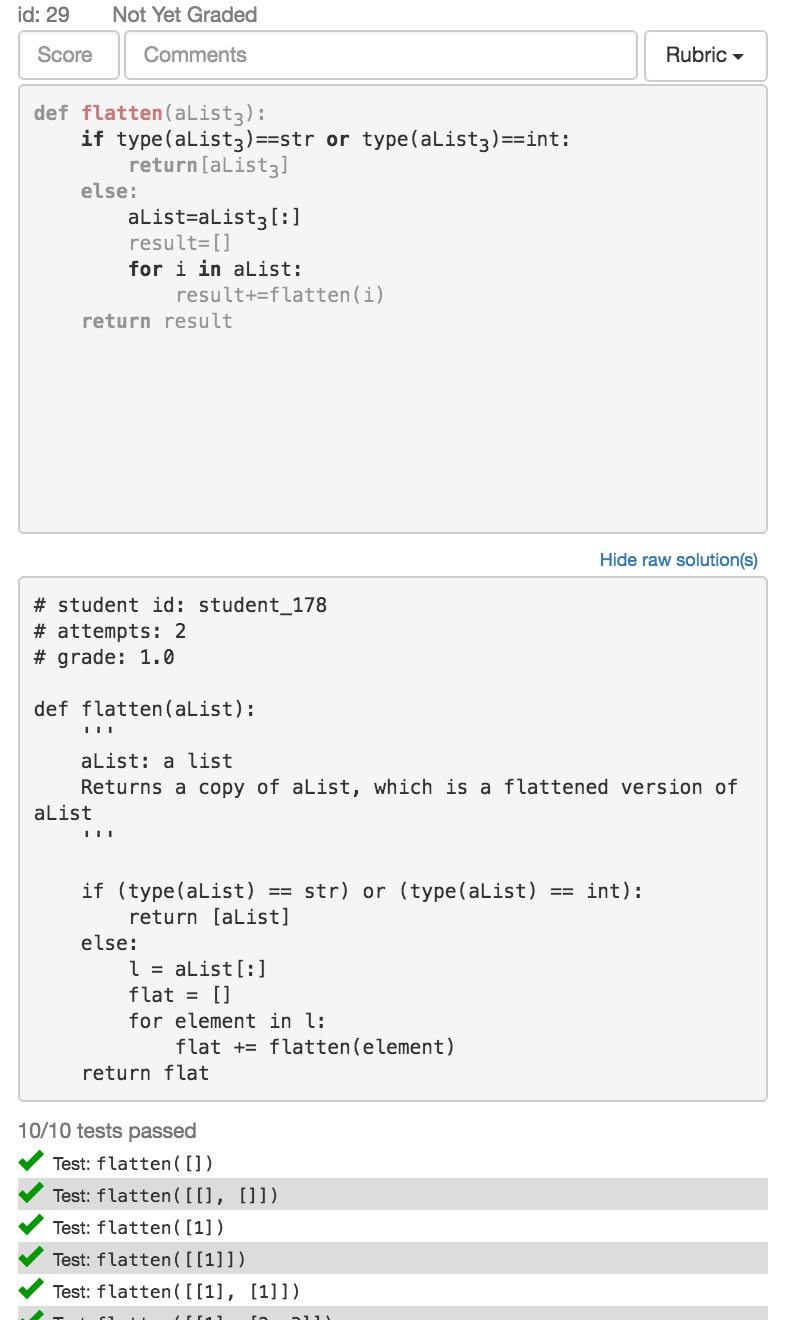 id: 29 Not Yet Graded
Score Comments Rubric
def flatten(aList3):
    if type(aList3)==str or type(aList3)==int:
        return[aList3]
    else:
        aList=aList3[:]
        result=[]
        for i in aList:
            result+=flatten(i)
    return result
Hide raw solution(s)
# student id: student_178
# attempts: 2
# grade: 1.0
def flatten(aList):
    '''
    aList: a list
    Returns a copy of aList, which is a flattened version of
aList
    '''
    if (type(aList) == str) or (type(aList) == int):
        return [aList]
    else:
        l = aList[:]
        flat = []
        for element in l:
            flat += flatten(element)
    return flat
10/10 tests passed
Test: flatten([])
Test: flatten([[], []])
Test: flatten([1])
Test: flatten([[1]])
Test: flatten([[1], [1]])